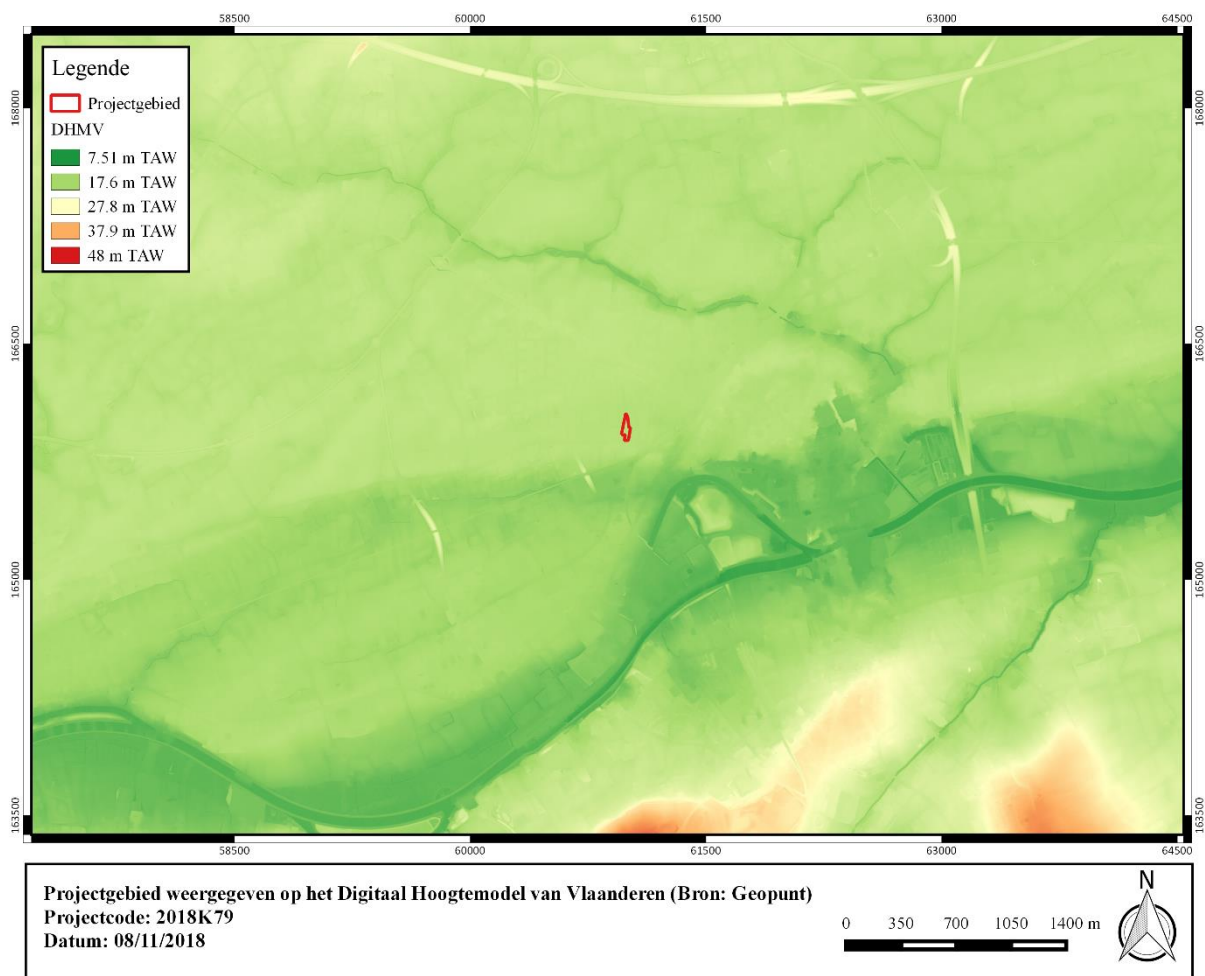 58500 60000 61500 63000 64500
Legende
Projectgebied
DHMV
7.51 m TAW
17.6 m TAW
27.8 m TAW
37.9 m TAW
48 m TAW
168000 168000
166500 166500
165000 165000
163500 163500
58500 60000 61500 63000 64500
Projectgebied weergegeven op het Digitaal Hoogtemodel van Vlaanderen (Bron: Geopunt)
Projectcode: 2018K79
Datum: 08/11/2018
0 350 700 1050 1400 m
N